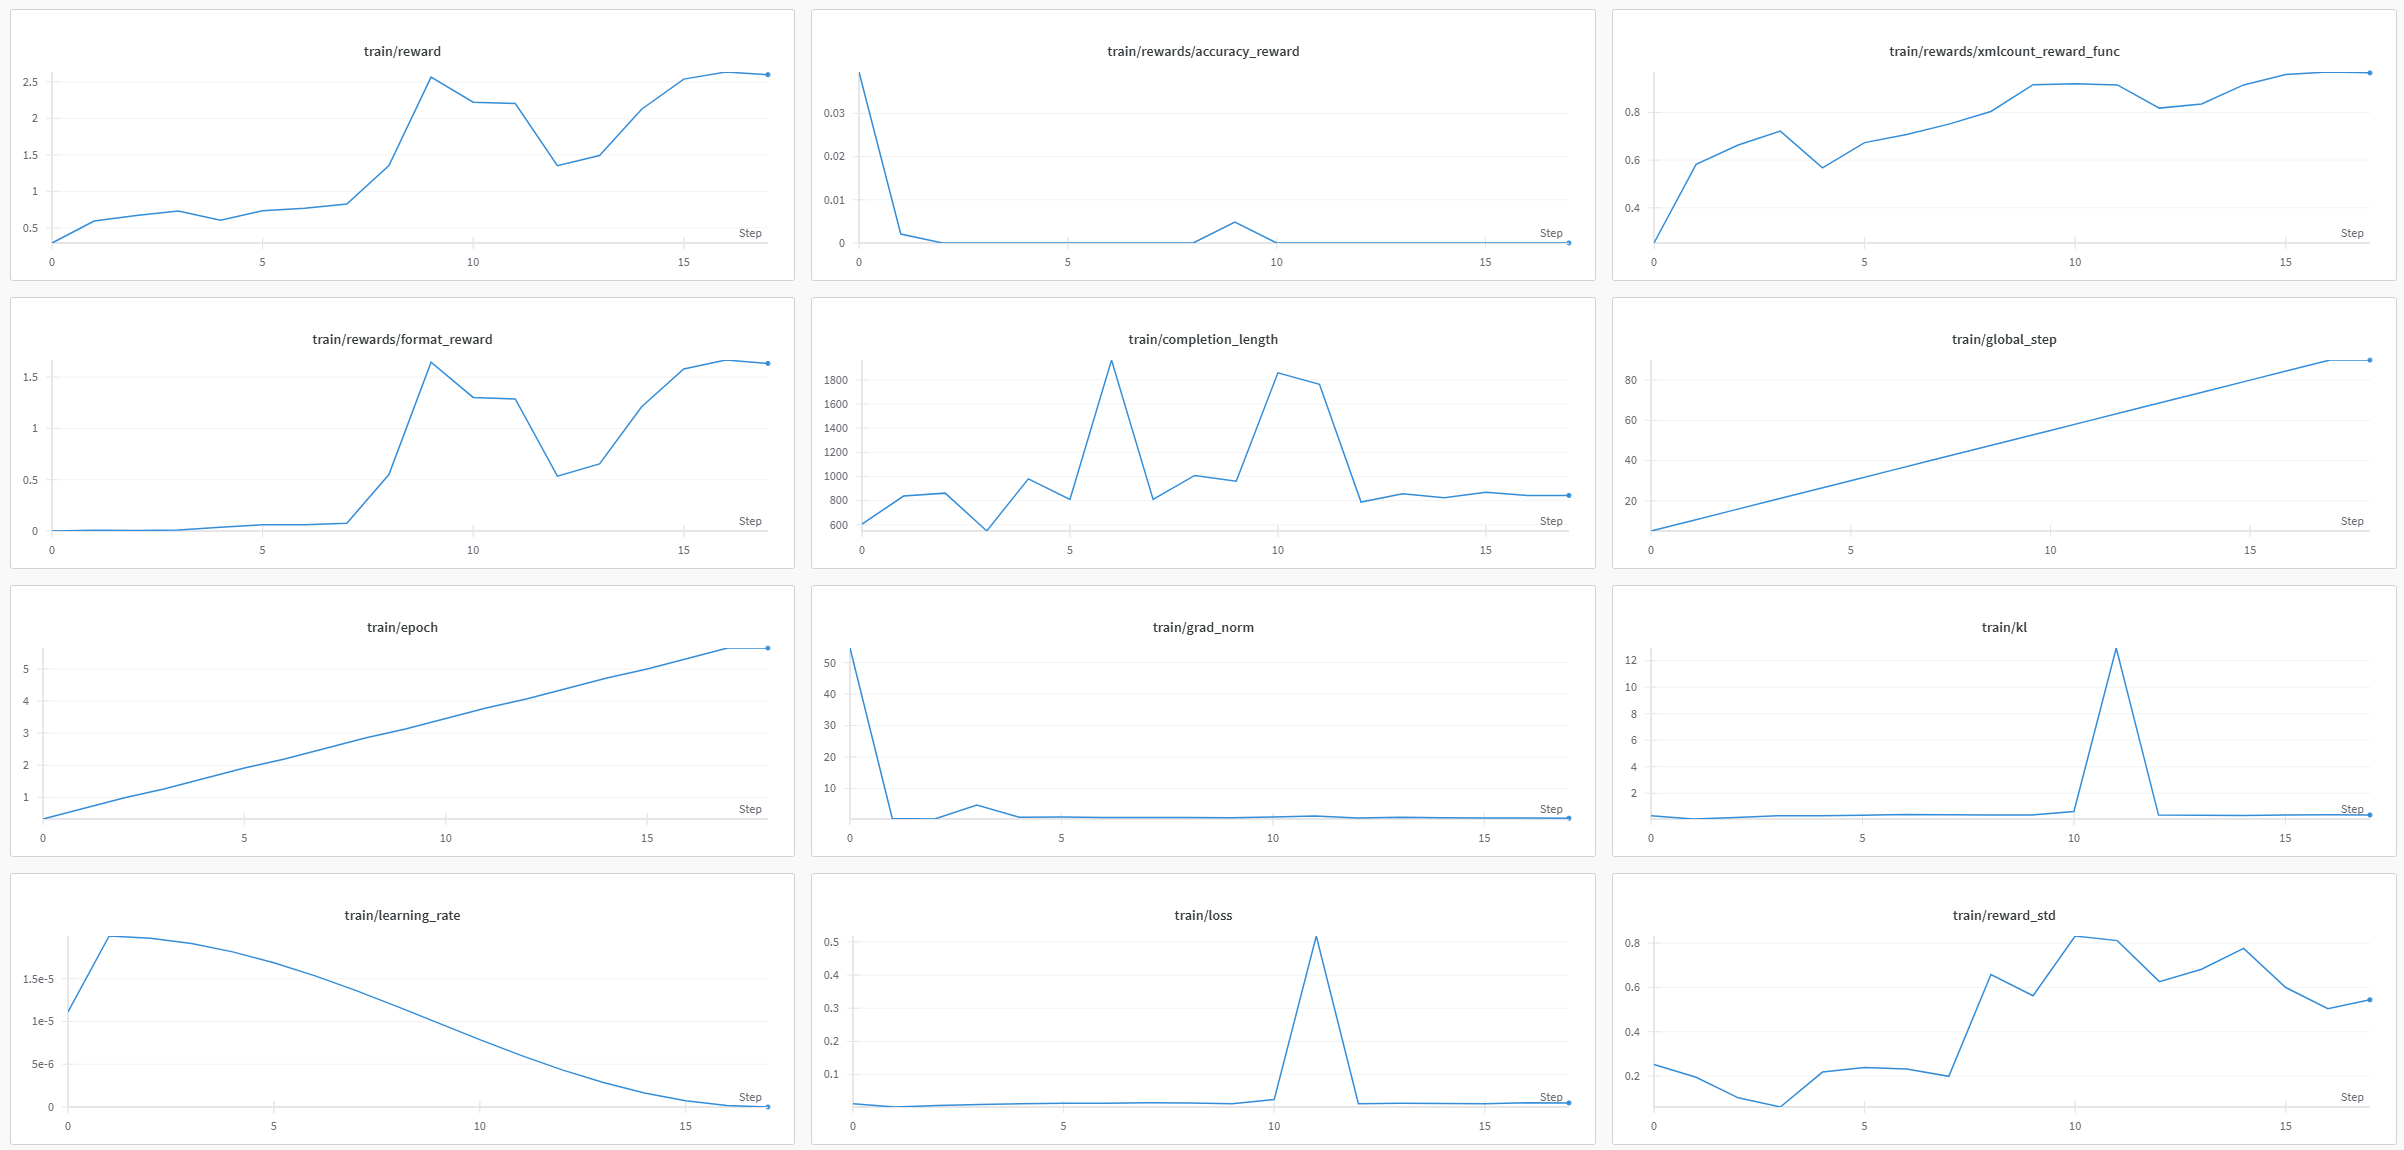 train/reward
2.5
2
1.5
1
0.5
Step
0 5 10 15
train/rewards/accuracy_reward
0.03
0.02
0.01
0
Step
0 5 10 15
train/rewards/xmlcount_reward_func
0.8
0.6
0.4
Step
0 5 10 15
train/rewards/format_reward
1.5
1
0.5
0
Step
0 5 10 15
train/completion_length
1800
1600
1400
1200
1000
800
600
Step
0 5 10 15
train/global_step
80
60
40
20
Step
0 5 10 15
train/epoch
5
4
3
2
1
Step
0 5 10 15
train/grad_norm
50
40
30
20
10
Step
0 5 10 15
train/kl
12
10
8
6
4
2
Step
0 5 10 15
train/learning_rate
1.5e-5
1e-5
5e-6
0
Step
0 5 10 15
train/loss
0.5
0.4
0.3
0.2
0.1
Step
0 5 10 15
train/reward_std
0.8
0.6
0.4
0.2
Step
0 5 10 15